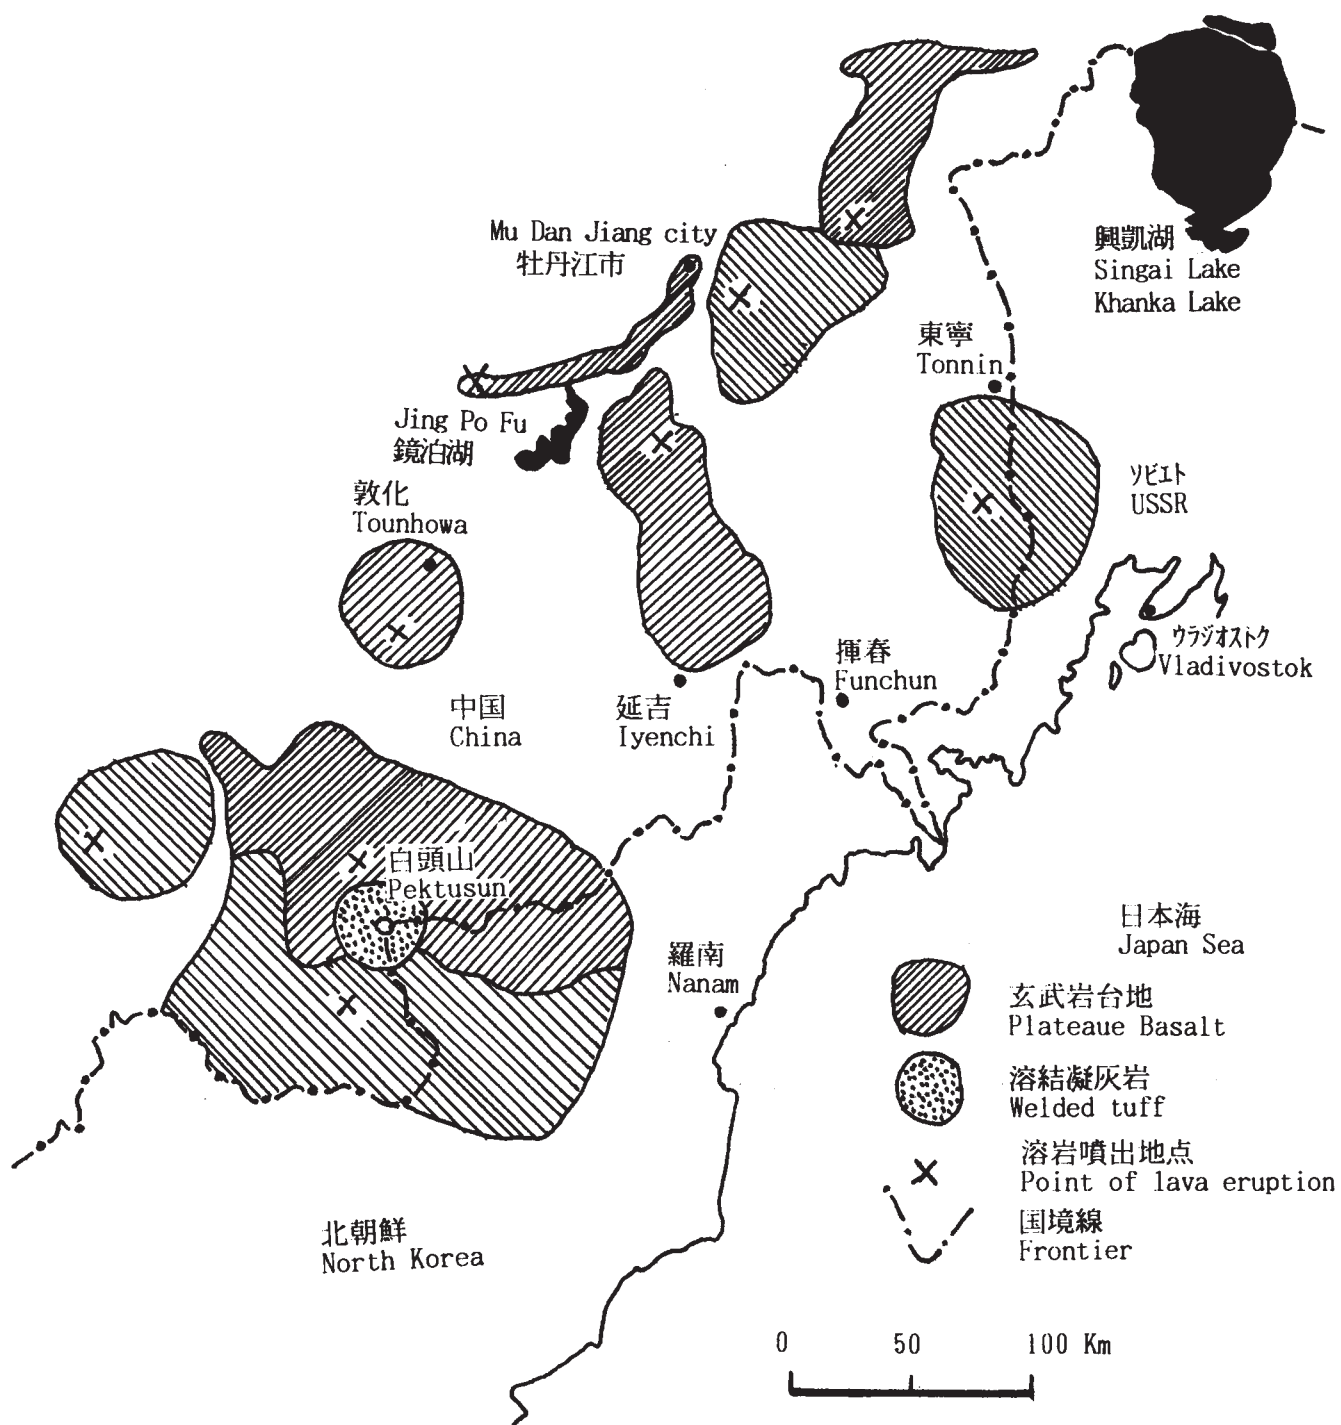 Mu Dan Jiang city
牡丹江市
興凱湖
Singai Lake
Khanka Lake
東寧
Tonnin
Jing Po Fu
鏡泊湖
敦化
Tounhowa
ソビエト
USSR
ウラジオストク
Vladivostok
揮春
Funchun
中国
China
延吉
Iyenchi
白頭山
Pektusun
日本海
Japan Sea
羅南
Nanam
玄武岩台地
Plateaue Basalt
溶結凝灰岩
Welded tuff
溶岩噴出地点
Point of lava eruption
国境線
Frontier
北朝鮮
North Korea
0 50 100 Km